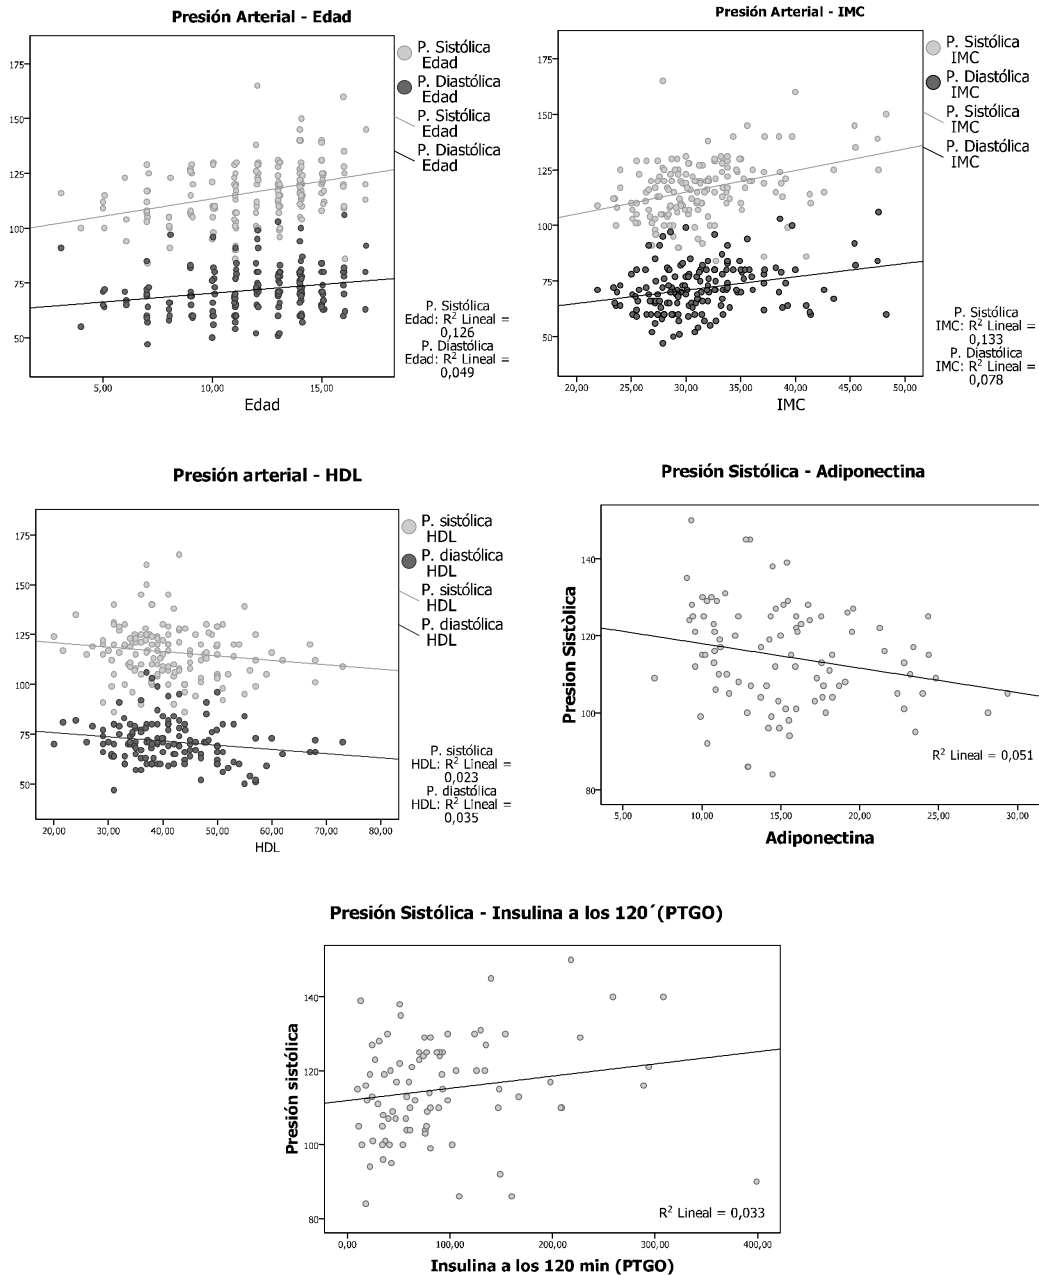 Presión Arterial - Edad
175
150
125
100
75
50
5,00
10,00
15,00
Edad
P. Sistólica
Edad
P. Diastólica
Edad
P. Sistólica
Edad
P. Diastólica
Edad
P. Sistólica
Edad: R² Lineal =
0,126
P. Diastólica
Edad: R² Lineal =
0,049
Presión Arterial - IMC
175
150
125
100
75
50
20,00
25,00
30,00
35,00
40,00
45,00
50,00
IMC
P. Sistólica
IMC
P. Diastólica
IMC
P. Sistólica
IMC
P. Diastólica
IMC
P. Sistólica
IMC: R² Lineal =
0,133
P. Diastólica
IMC: R² Lineal =
0,078
Presión arterial - HDL
175
150
125
100
75
50
20,00
30,00
40,00
50,00
60,00
70,00
80,00
HDL
P. sistólica
HDL
P. diastólica
HDL
P. sistólica
HDL
P. diastólica
HDL
P. sistólica
HDL: R² Lineal =
0,023
P. diastólica
HDL: R² Lineal =
0,035
Presión Sistólica - Adiponectina
Presion Sistòlica
140
120
100
80
5,00
10,00
15,00
20,00
25,00
30,00
Adiponectina
R² Lineal = 0,051
Presión Sistólica - Insulina a los 120´(PTGO)
Presión sistólica
140
120
100
80
0,00
100,00
200,00
300,00
400,00
Insulina a los 120 min (PTGO)
R² Lineal = 0,033